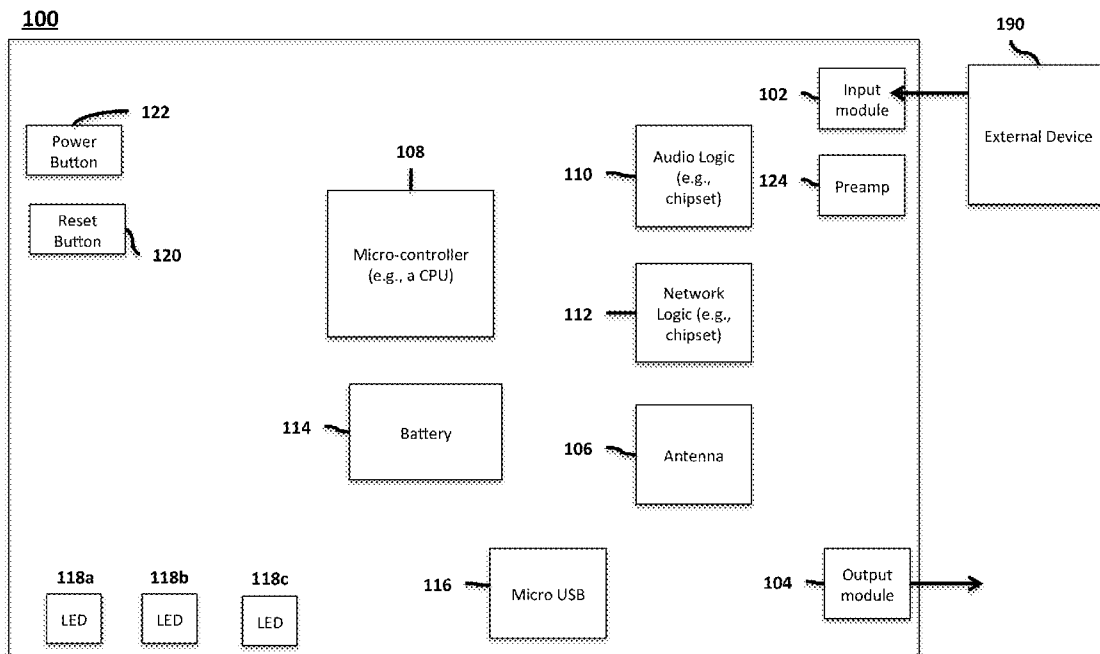 100
190
122
102
Input
module
External Device
Power
Button
108
110
Audio Logic
(e.g.,
chipset)
124
Preamp
Reset
Button
120
Micro-controller
(e.g., a CPU)
112
Network
Logic (e.g.,
chipset)
114
Battery
106
Antenna
118a
118b
118c
116
Micro USB
104
Output
module
LED
LED
LED